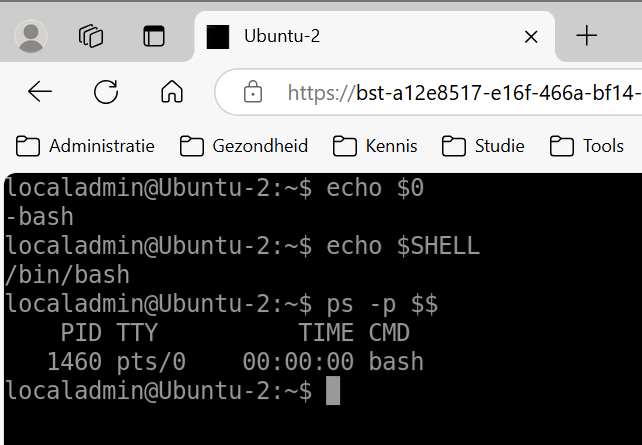 Ubuntu-2
https://bst-a12e8517-e16f-466a-bf14-
Administratie Gezondheid Kennis Studie Tools
localadmin@Ubuntu-2:~$ echo $0
-bash
localadmin@Ubuntu-2:~$ echo $SHELL
/bin/bash
localadmin@Ubuntu-2:~$ ps -p $$
    PID TTY          TIME CMD
   1460 pts/0    00:00:00 bash
localadmin@Ubuntu-2:~$